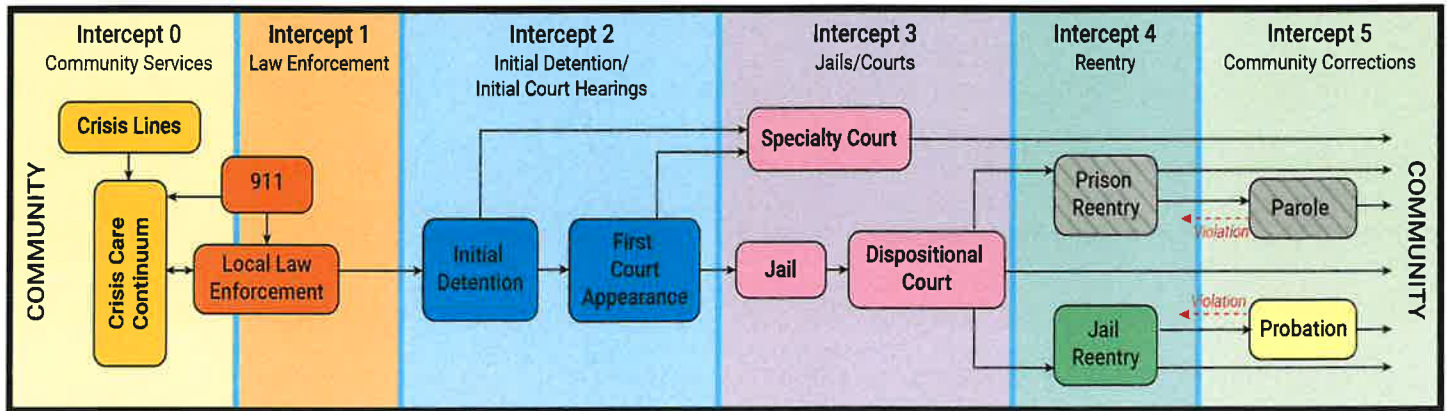 Intercept 0
Community Services
Intercept 1
Law Enforcement
Intercept 2
Initial Detention/
Initial Court Hearings
Intercept 3
Jails/Courts
Intercept 4
Reentry
Intercept 5
Community Corrections
COMMUNITY
Crisis Lines
Crisis Care
Continuum
911
Local Law
Enforcement
Initial
Detention
First
Court
Appearance
Specialty Court
Jail
Dispositional
Court
Prison
Reentry
Parole
Violation
Jail
Reentry
Violation
Probation
COMMUNITY